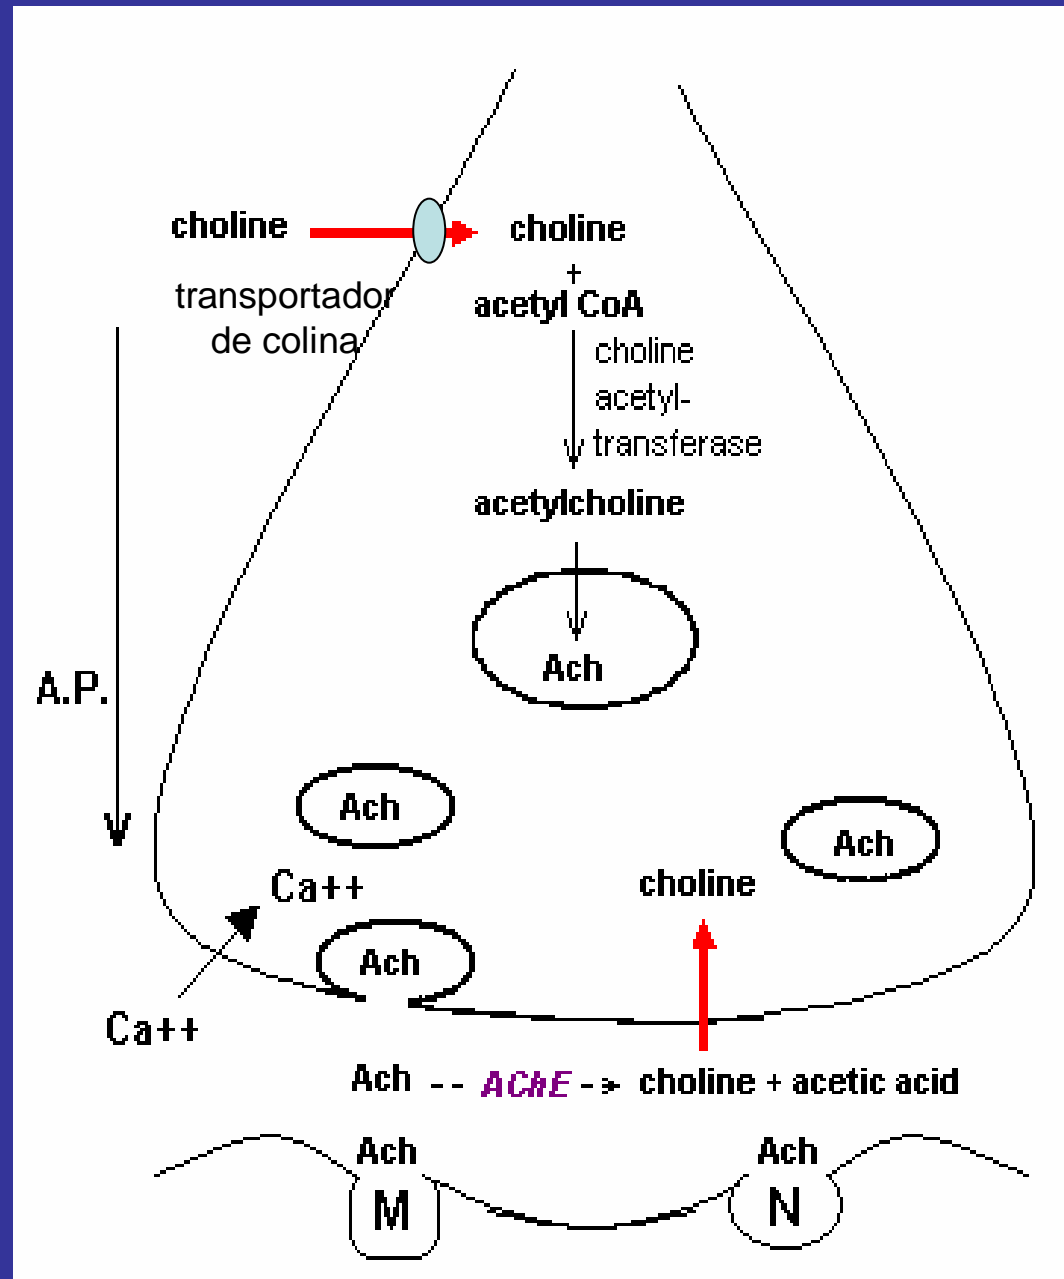 choline
choline
+
transportador
de colina
acetyl CoA
choline
acetyl-
transferase
acetylcholine
Ach
A.P.
Ach
Ach
Ca++
choline
Ach
Ca++
Ach -- AChE -> choline + acetic acid
Ach
Ach
M
N